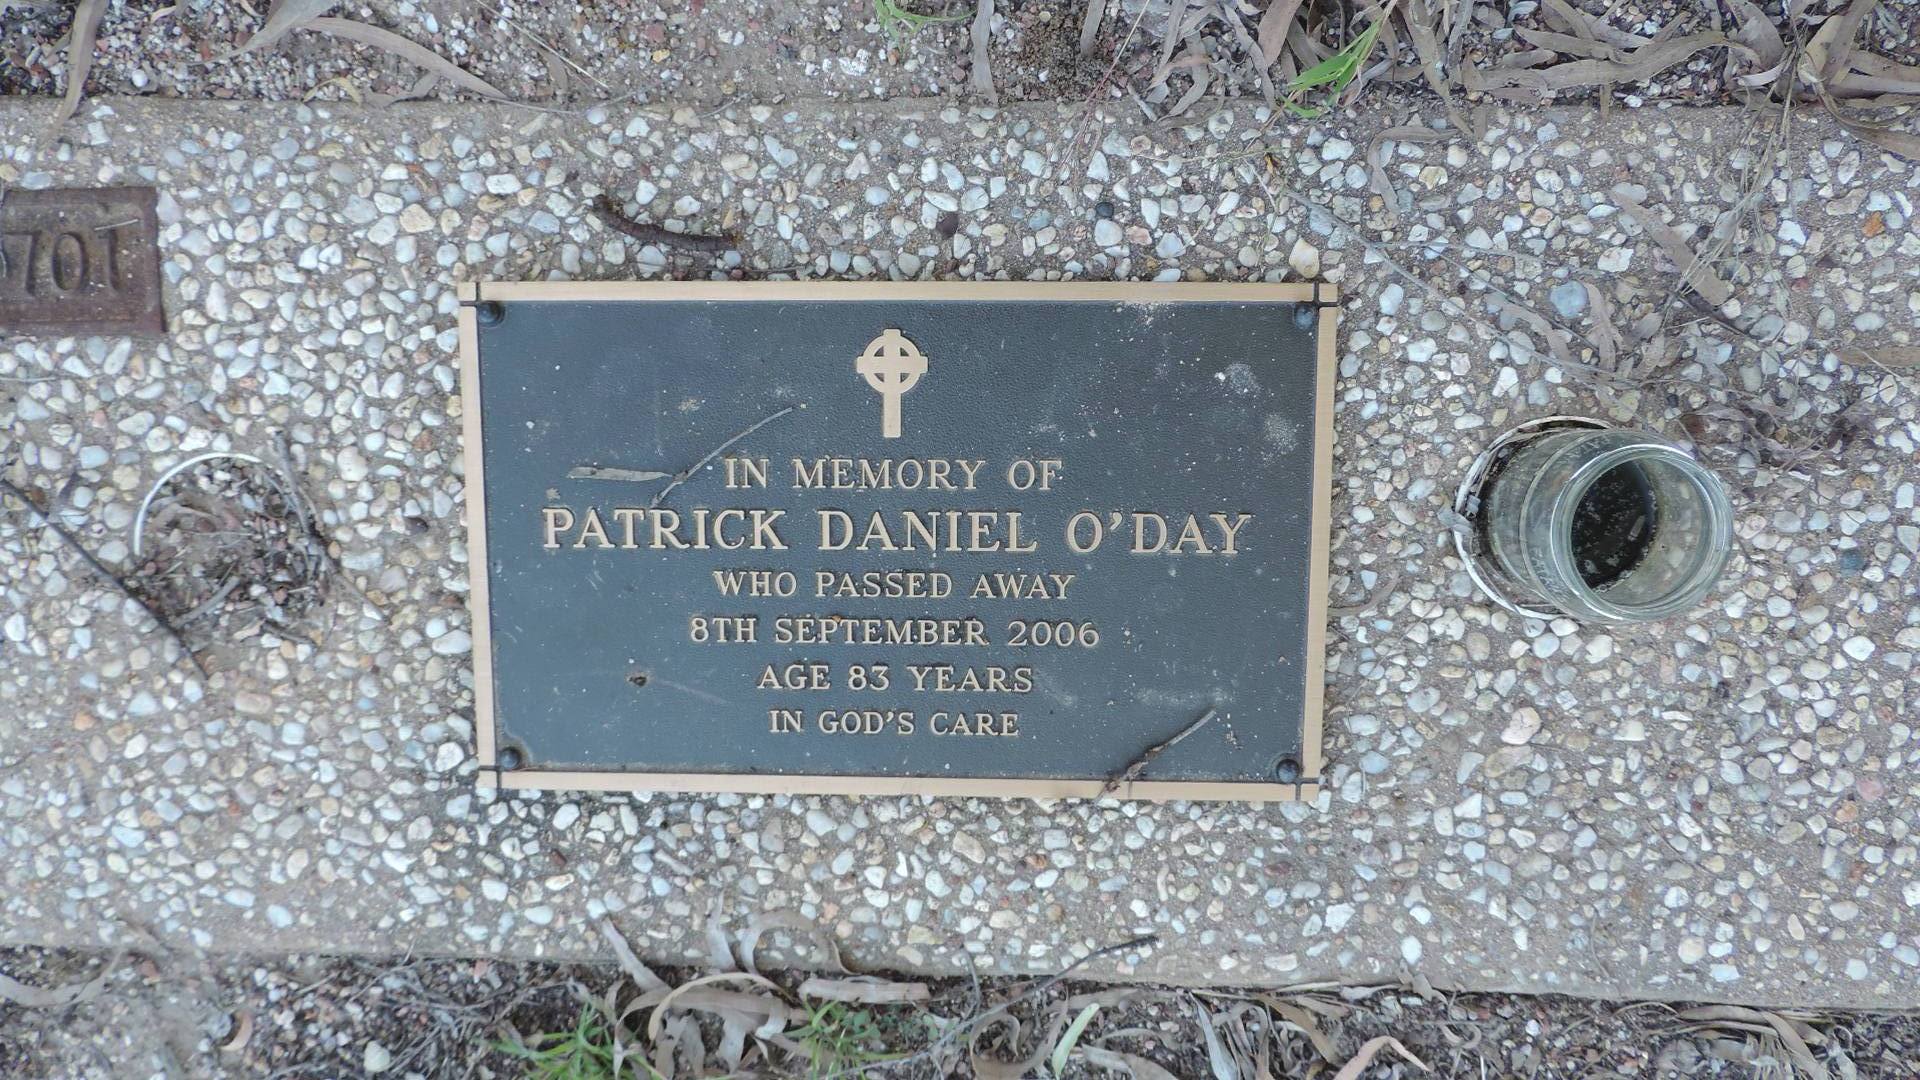 701
IN MEMORY OF
PATRICK DANIEL O'DAY
WHO PASSED AWAY
8TH SEPTEMBER 2006
AGE 83 YEARS
IN GOD'S CARE